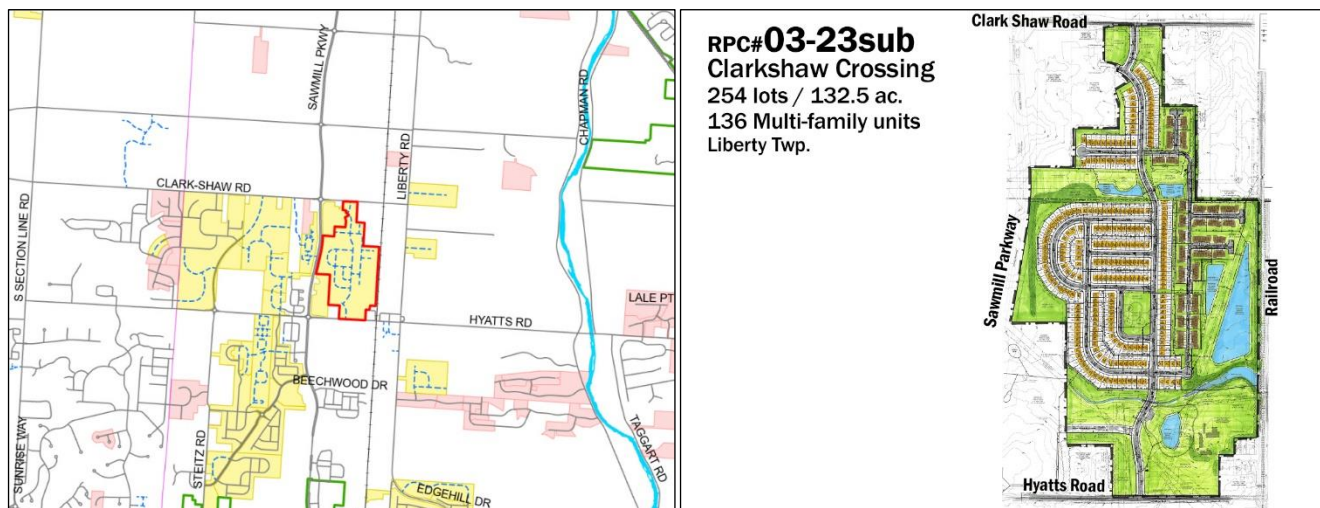 SAWMILL PKWY
LIBERTY RD
CHAPMAN RD
CLARK-SHAW RD
S SECTION LINE RD
LALE PT
HYATTS RD
BEECHWOOD DR
SUNRISE WAY
STEITZ RD
TAGGART RD
EDGEHILL DR
RPC#03-23sub
Clarkshaw Crossing
254 lots / 132.5 ac.
136 Multi-family units
Liberty Twp.
Clark Shaw Road
Sawmill Parkway
Railroad
Hyatts Road